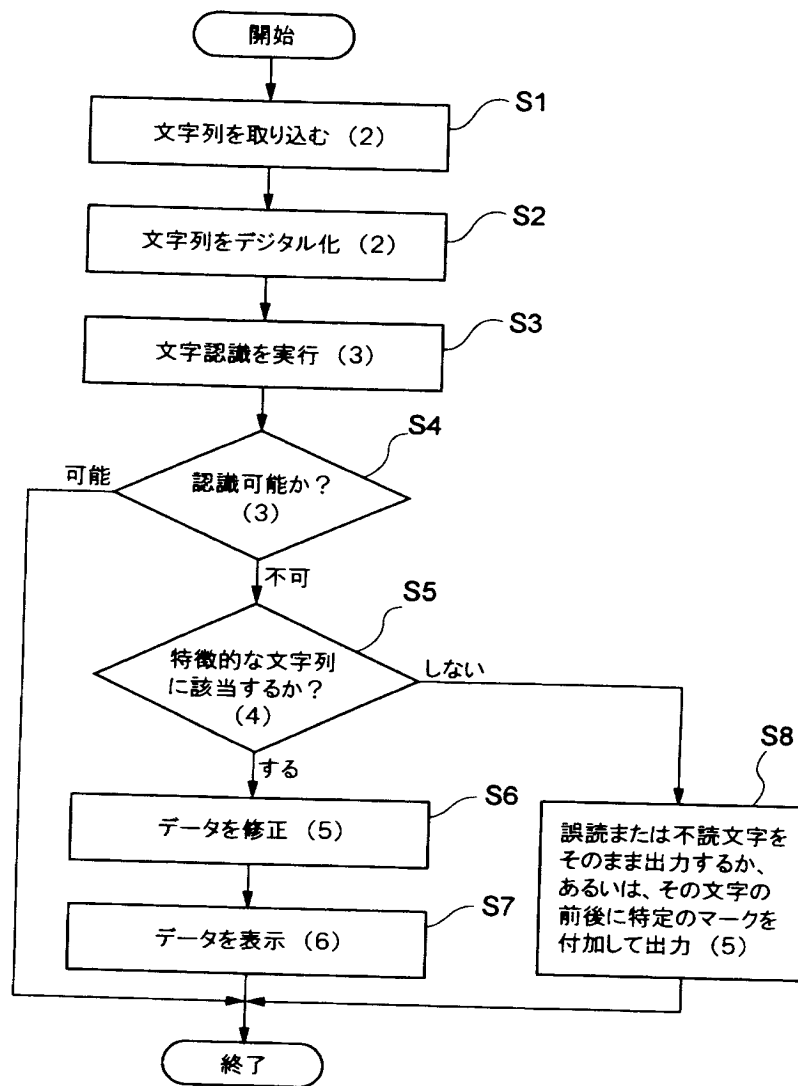 開始
S1
文字列を取り込む (2)
S2
文字列をデジタル化 (2)
S3
文字認識を実行 (3)
S4
可能
認識可能か?
(3)
不可
S5
特徴的な文字列
に該当するか?
(4)
しない
する
S6
データを修正 (5)
S7
データを表示 (6)
S8
誤読または不読文字を
そのまま出力するか、
あるいは、その文字の
前後に特定のマークを
付加して出力 (5)
終了